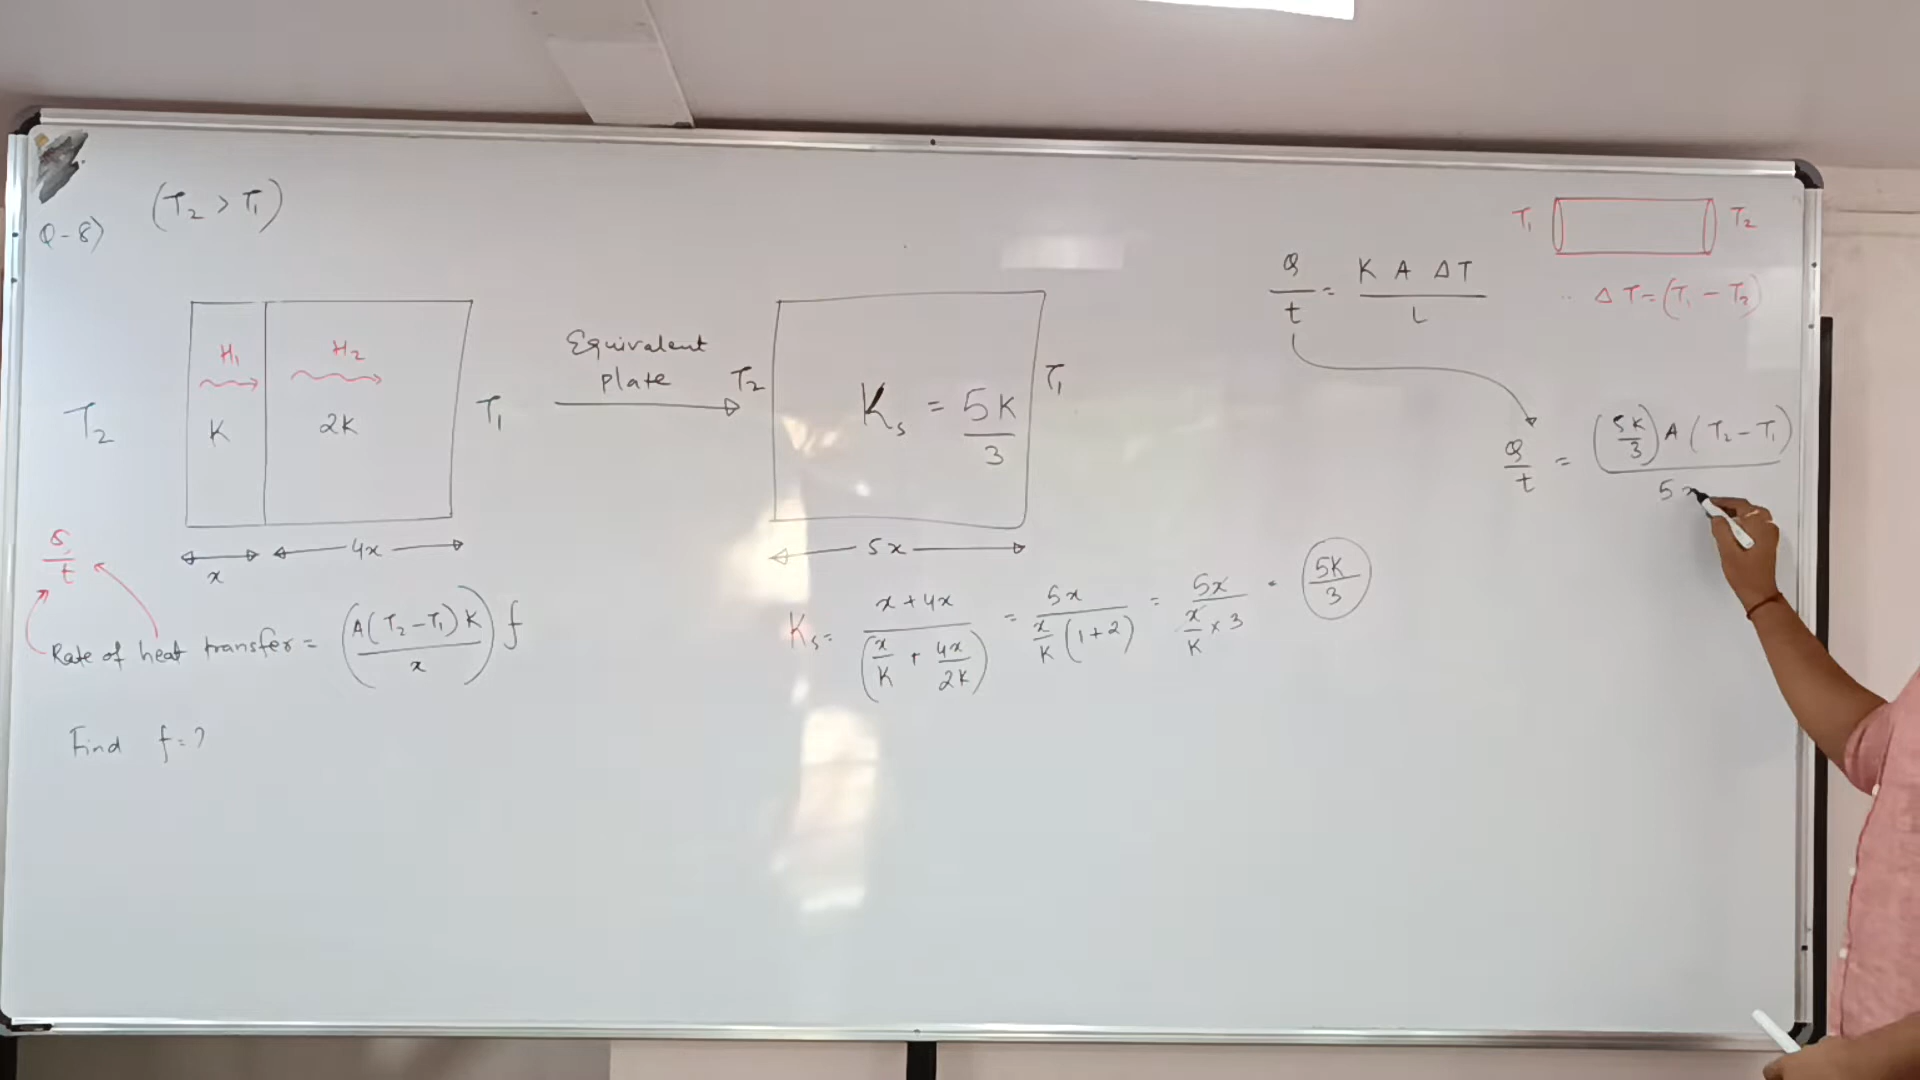 Q-8)
(T₂ > T₁)
H₁
H₂
K
2K
T₂
T₁
x
4x
Equivalent
plate
T₂
Kₛ = 5K/3
T₁
5x
Q/t = K A ΔT / L
T₁
T₂
ΔT = (T₁ - T₂)
Q/t = (5K/3) A (T₂ - T₁) / 5x
Rate of heat transfer = (A(T₂ - T₁)K / x) f
Find f = ?
Kₛ = x + 4x / (x/K + 4x/2K) = 5x / x/K (1+2) = 5x / x/K × 3 = 5K/3